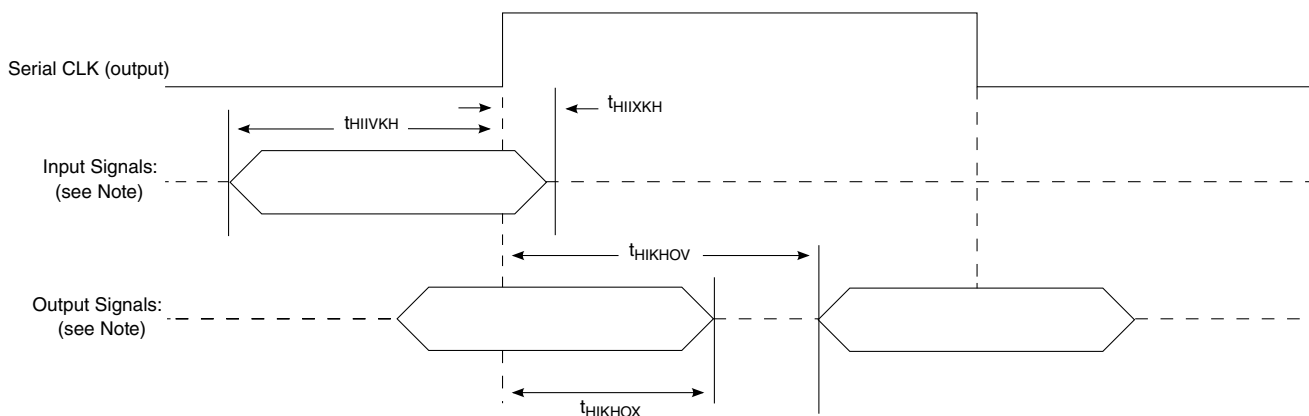 Serial CLK (output)
tHIIXKH
tHIIVKH
Input Signals:
(see Note)
tHIKHOV
Output Signals:
(see Note)
tHIKHOX